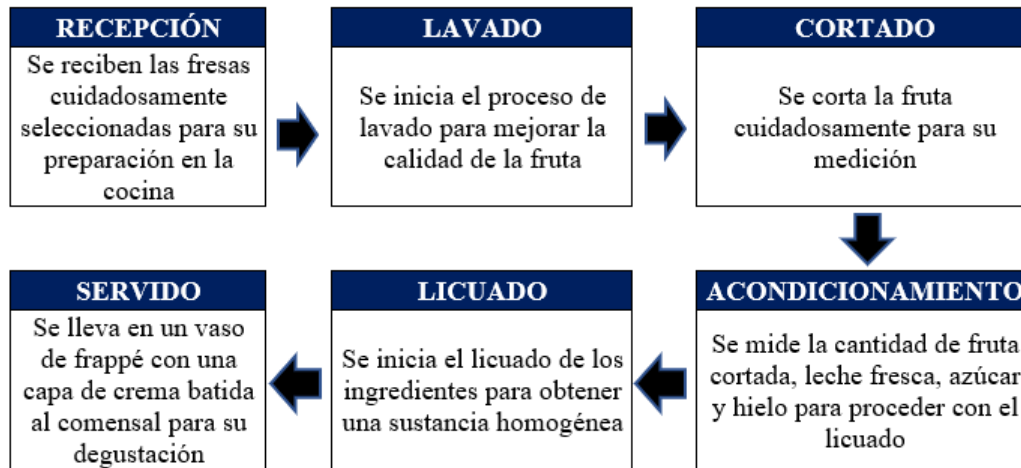 RECEPCIÓN
Se reciben las fresas
cuidadosamente
seleccionadas para su
preparación en la
cocina
LAVADO
Se inicia el proceso de
lavado para mejorar la
calidad de la fruta
CORTADO
Se corta la fruta
cuidadosamente para su
medición
ACONDICIONAMIENTO
Se mide la cantidad de fruta
cortada, leche fresca, azúcar
y hielo para proceder con el
licuado
LICUADO
Se inicia el licuado de los
ingredientes para obtener
una sustancia homogénea
SERVIDO
Se lleva en un vaso
de frappé con una
capa de crema batida
al comensal para su
degustación